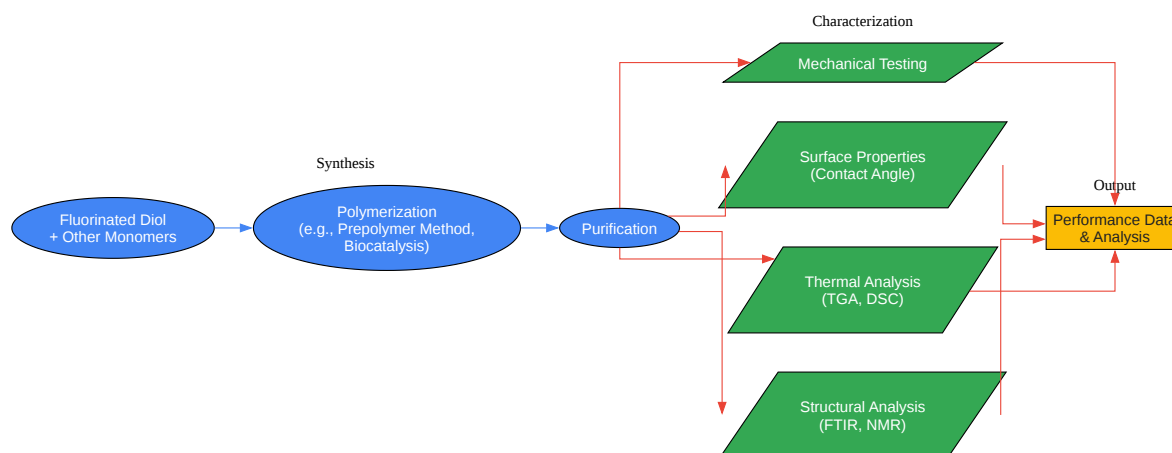 Characterization
Mechanical Testing
Synthesis
Surface Properties
(Contact Angle)
Output
Fluorinated Diol
+ Other Monomers
Polymerization
(e.g., Prepolymer Method,
Biocatalysis)
Purification
Performance Data
& Analysis
Thermal Analysis
(TGA, DSC)
Structural Analysis
(FTIR, NMR)